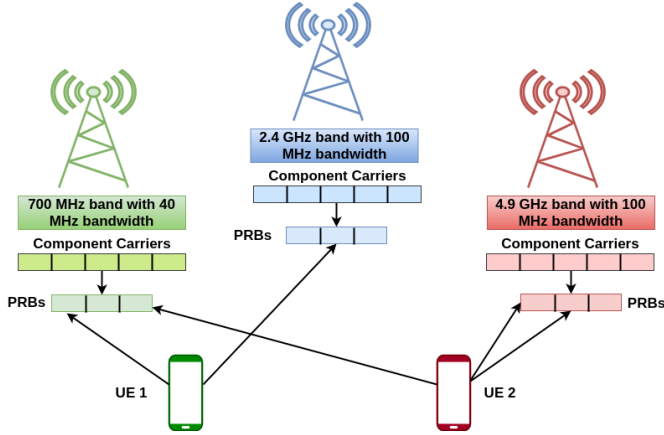 2.4 GHz band with 100
MHz bandwidth
Component Carriers
PRBs
700 MHz band with 40
MHz bandwidth
Component Carriers
PRBs
4.9 GHz band with 100
MHz bandwidth
Component Carriers
PRBs
UE 1
UE 2